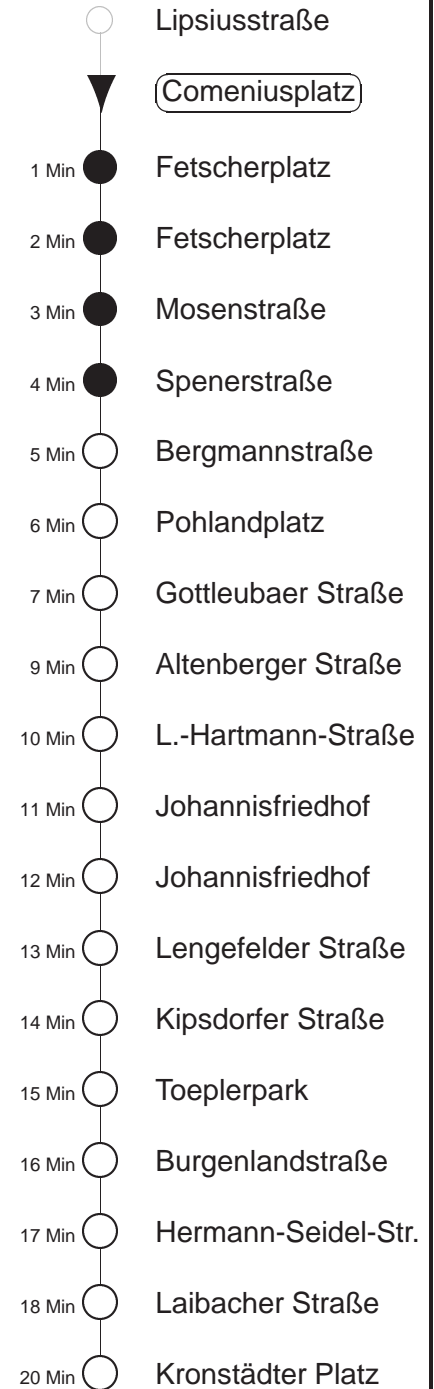 Lipsiusstraße
Comeniusplatz
1 Min Fetscherplatz
2 Min Fetscherplatz
3 Min Mosenstraße
4 Min Spenerstraße
5 Min Bergmannstraße
6 Min Pohlandplatz
7 Min Gottleubaer Straße
9 Min Altenberger Straße
10 Min L.-Hartmann-Straße
11 Min Johannisfriedhof
12 Min Johannisfriedhof
13 Min Lengefelder Straße
14 Min Kipsdorfer Straße
15 Min Toeplerpark
16 Min Burgenlandstraße
17 Min Hermann-Seidel-Str.
18 Min Laibacher Straße
20 Min Kronstädter Platz